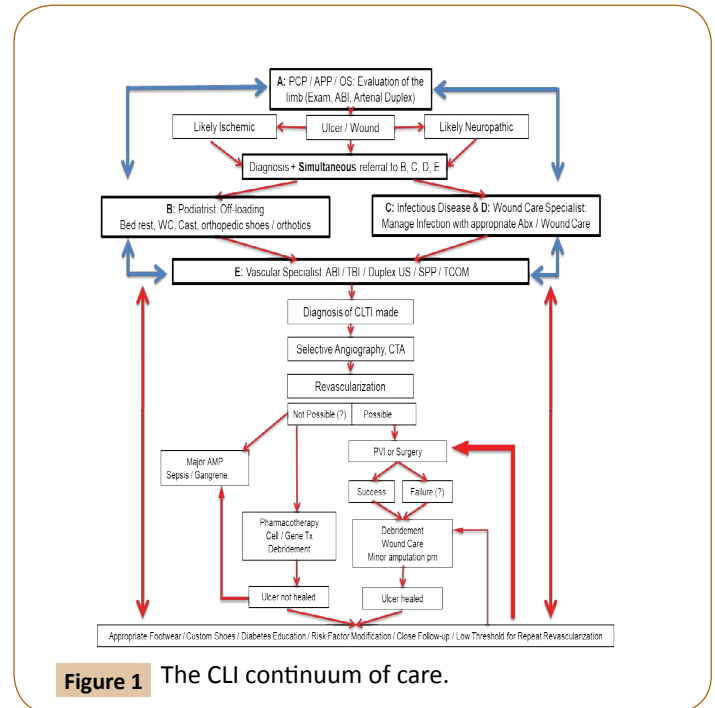 A: PCP / APP / OS: Evaluation of the
limb (Exam, ABI, Arterial Duplex)
Likely Ischemic
Ulcer / Wound
Likely Neuropathic
Diagnosis + Simultaneous referral to B, C, D, E
B: Podiatrist: Off-loading
Bed rest, WC, Cast, orthopedic shoes / orthotics
C: Infectious Disease & D: Wound Care Specialist:
Manage Infection with appropriate Abx / Wound Care
E: Vascular Specialist: ABI / TBI / Duplex US / SPP / TCOM
Diagnosis of CLTI made
Selective Angiography, CTA
Revascularization
Not Possible (?)
Possible
Major AMP
Sepsis / Gangrene
PVI or Surgery
Success
Failure (?)
Pharmacotherapy
Cell / Gene Tx
Debridement
Debridement
Wound Care
Minor amputation prn
Ulcer not healed
Ulcer healed
Appropriate Footwear / Custom Shoes / Diabetes Education / Risk Factor Modification / Close Follow-up / Low Threshold for Repeat Revascularization
Figure 1 The CLI continuum of care.